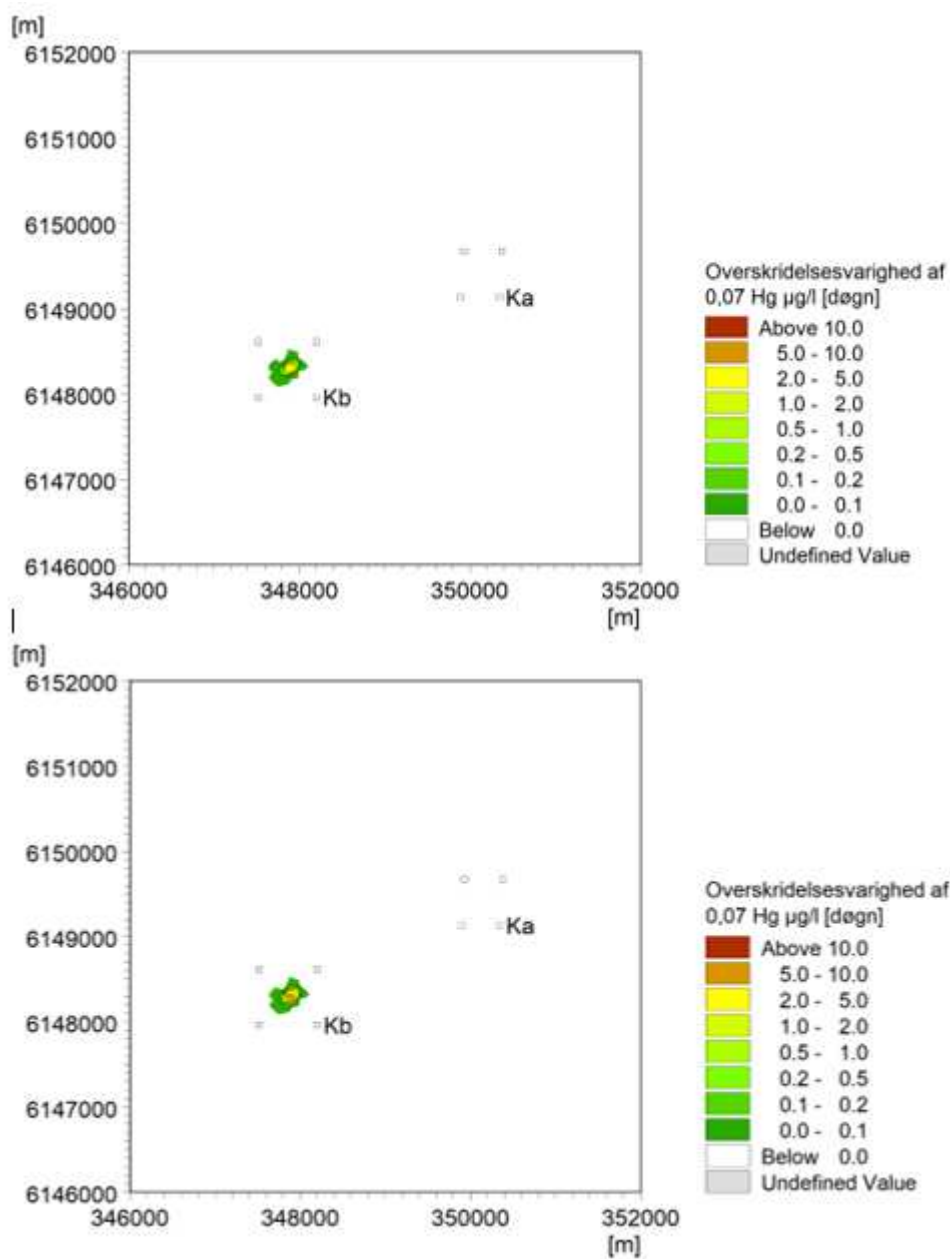 [m]
6152000
6151000
6150000
6149000
6148000
6147000
6146000
346000 348000 350000 352000
[m]
Ka
Kb
Overskridelsesvarighed af
0,07 Hg µg/l [døgn]
Above 10.0
5.0 - 10.0
2.0 - 5.0
1.0 - 2.0
0.5 - 1.0
0.2 - 0.5
0.1 - 0.2
0.0 - 0.1
Below 0.0
Undefined Value
[m]
6152000
6151000
6150000
6149000
6148000
6147000
6146000
346000 348000 350000 352000
[m]
Ka
Kb
Overskridelsesvarighed af
0,07 Hg µg/l [døgn]
Above 10.0
5.0 - 10.0
2.0 - 5.0
1.0 - 2.0
0.5 - 1.0
0.2 - 0.5
0.1 - 0.2
0.0 - 0.1
Below 0.0
Undefined Value